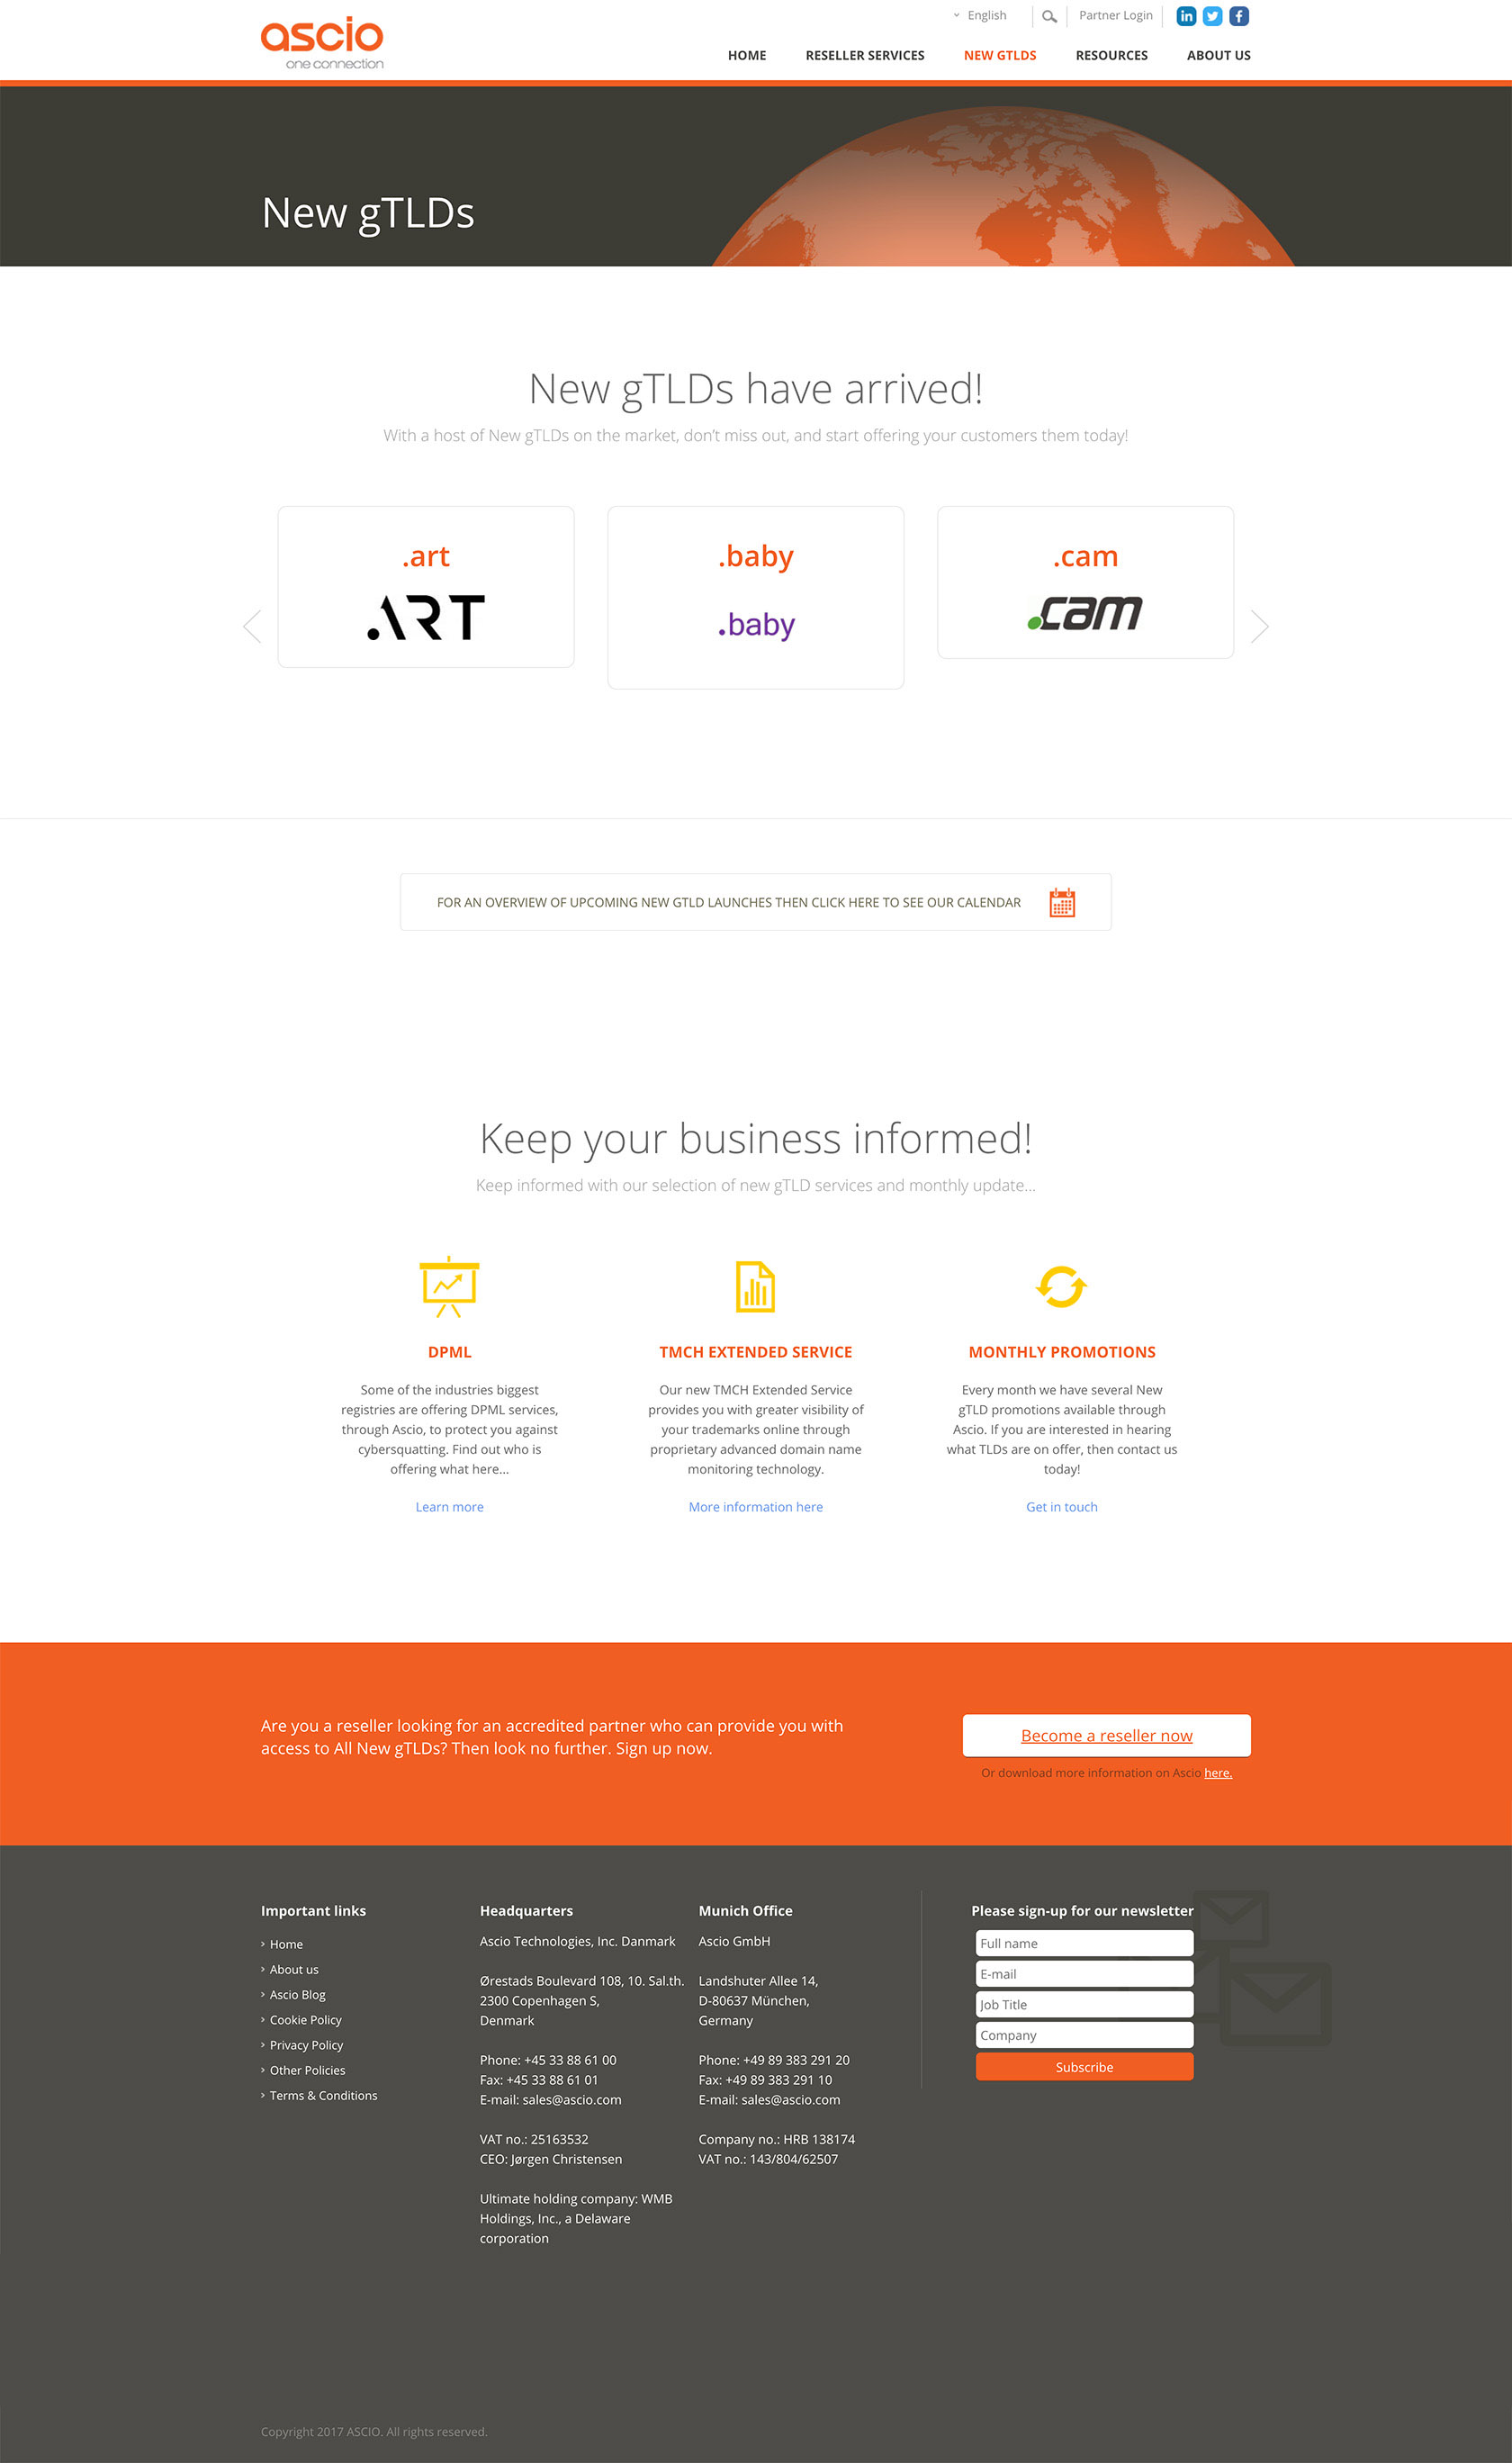 ascio
one connection
English
Partner Login
HOME
RESELLER SERVICES
NEW GTLDS
RESOURCES
ABOUT US
New gTLDs
New gTLDs have arrived!
With a host of New gTLDs on the market, don't miss out, and start offering your customers them today!
.art
.ART
.baby
.baby
.cam
.cam
FOR AN OVERVIEW OF UPCOMING NEW GTLD LAUNCHES THEN CLICK HERE TO SEE OUR CALENDAR
Keep your business informed!
Keep informed with our selection of new gTLD services and monthly update...
DPML
Some of the industries biggest
registries are offering DPML services,
through Ascio, to protect you against
cybersquatting. Find out who is
offering what here...
Learn more
TMCH EXTENDED SERVICE
Our new TMCH Extended Service
provides you with greater visibility of
your trademarks online through
proprietary advanced domain name
monitoring technology.
More information here
MONTHLY PROMOTIONS
Every month we have several New
gTLD promotions available through
Ascio. If you are interested in hearing
what TLDs are on offer, then contact us
today!
Get in touch
Are you a reseller looking for an accredited partner who can provide you with
access to All New gTLDs? Then look no further. Sign up now.
Become a reseller now
Or download more information on Ascio here.
Important links
Home
About us
Ascio Blog
Cookie Policy
Privacy Policy
Other Policies
Terms & Conditions
Headquarters
Ascio Technologies, Inc. Danmark
Ørestads Boulevard 108, 10. Sal.th.
2300 Copenhagen S,
Denmark
Phone: +45 33 88 61 00
Fax: +45 33 88 61 01
E-mail: sales@ascio.com
VAT no.: 25163532
CEO: Jørgen Christensen
Ultimate holding company: WMB
Holdings, Inc., a Delaware
corporation
Munich Office
Ascio GmbH
Landshuter Allee 14,
D-80637 München,
Germany
Phone: +49 89 383 291 20
Fax: +49 89 383 291 10
E-mail: sales@ascio.com
Company no.: HRB 138174
VAT no.: 143/804/62507
Please sign-up for our newsletter
Full name
E-mail
Job Title
Company
Subscribe
Copyright 2017 ASCIO. All rights reserved.